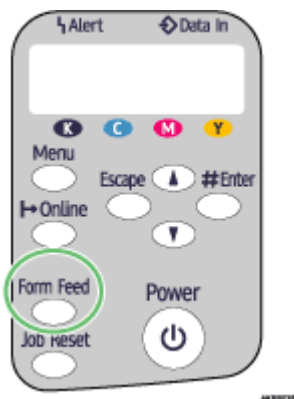 Alert Data In
K C M Y
Menu
Escape #Enter
Online
Form Feed
Power
Job Reset